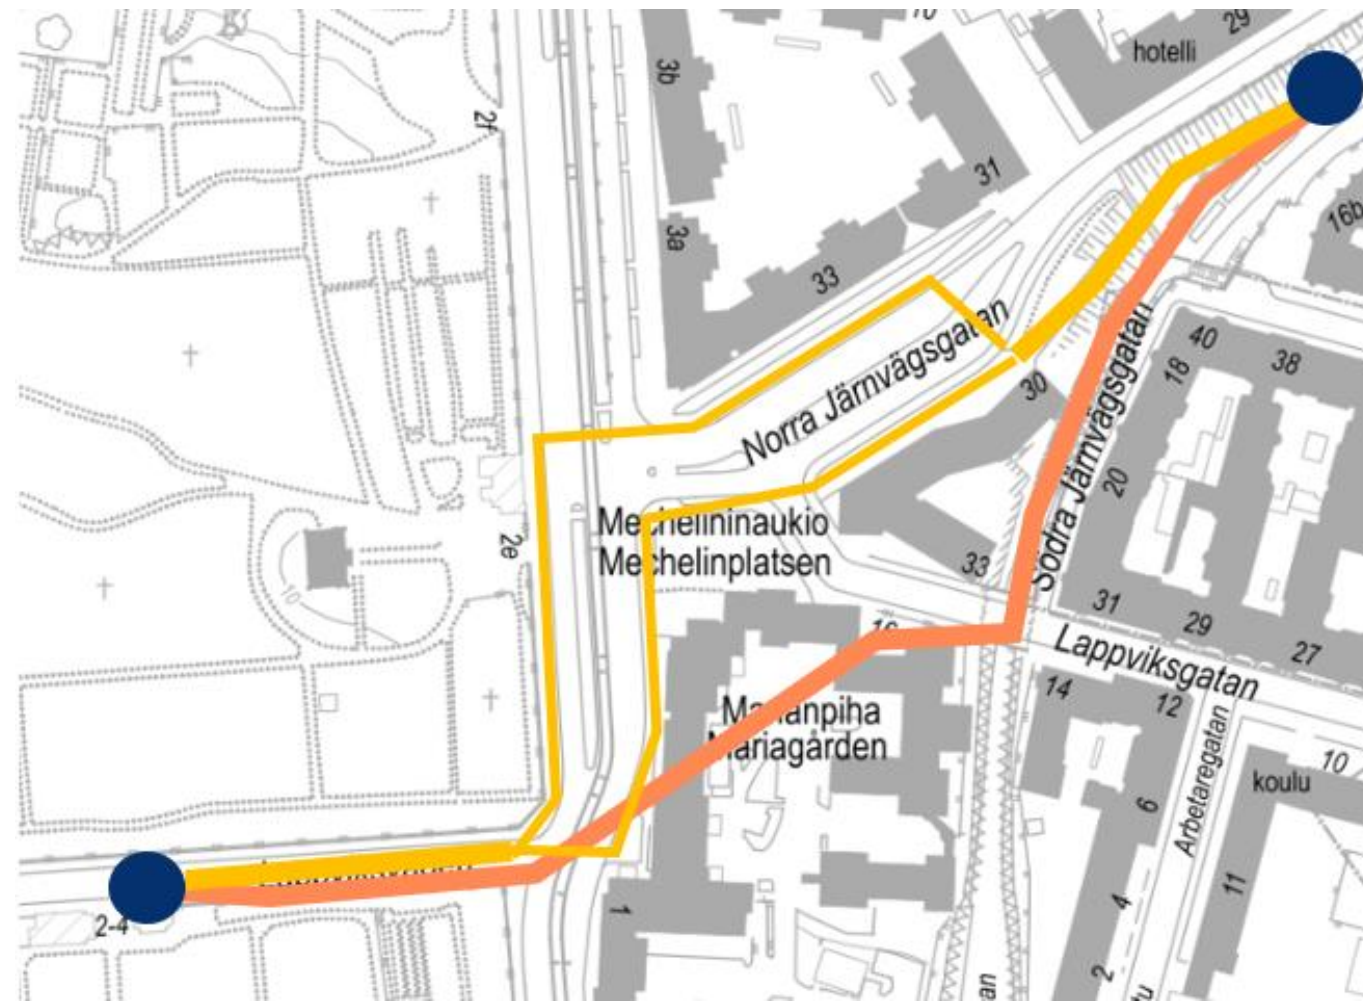 10
29
hotelli
3b
2f
31
16b
3a
33
40
38
18
Norra Järnvägsgatan
30
Södra Järnvägsgatan
20
Mechelininaukio
Mechelinplatsen
2e
33
10
31
29
27
Lappviksgatan
14
12
Marianpiha
Mariagården
10
koulu
6
Arbetaregatan
11
4
2
2-4
1